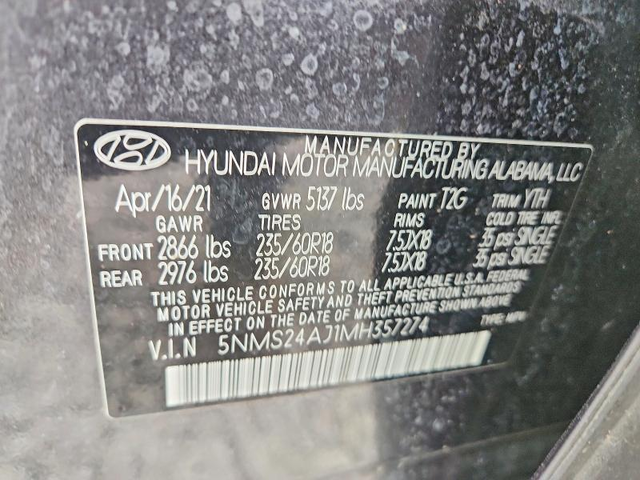 MANUFACTURED BY
HYUNDAI MOTOR MANUFACTURING ALABAMA, LLC
Apr/16/21 GVWR 5137 lbs PAINT T2G TRIM YTH
GAWR TIRES RIMS COLD TIRE INFL
FRONT 2866 lbs 235/60R18 7.5JX18 35 psi SINGLE
REAR 2976 lbs 235/60R18 7.5JX18 35 psi SINGLE
THIS VEHICLE CONFORMS TO ALL APPLICABLE U.S.A. FEDERAL
MOTOR VEHICLE SAFETY AND THEFT PREVENTION STANDARDS
IN EFFECT ON THE DATE OF MANUFACTURE SHOWN ABOVE.
V.I.N 5NMS24AJ1MH357274 TYPE: MPV